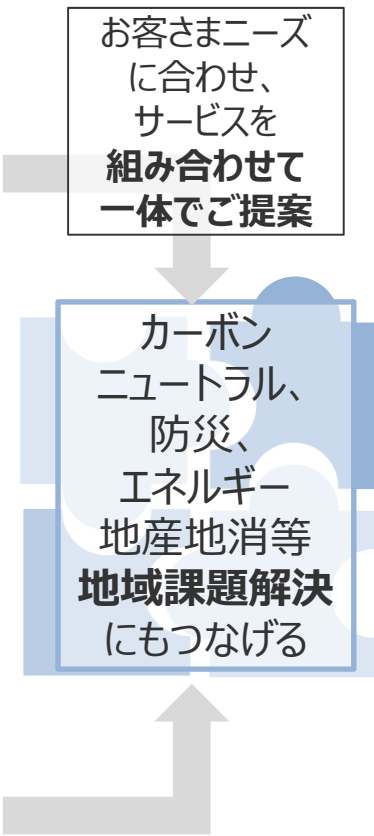 お客さまニーズ
に合わせ、
サービスを
組み合わせて
一体でご提案
カーボン
ニュートラル、
防災、
エネルギー
地産地消等
地域課題解決
にもつなげる